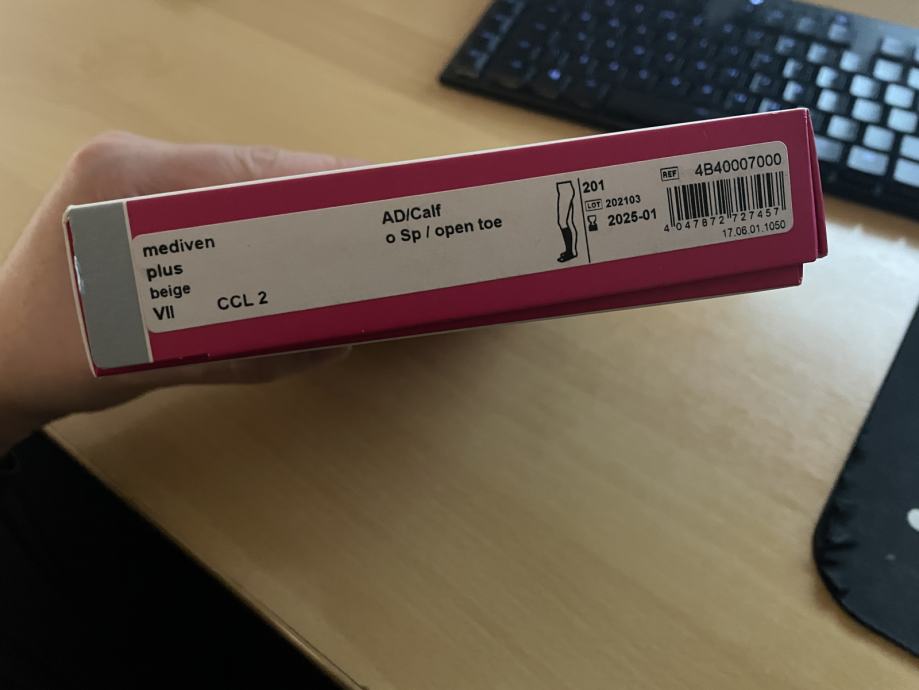 mediven
plus
beige
VII
CCL 2
AD/Calf
o Sp / open toe
201
LOT 202103
2025-01
REF 4B40007000
4 047872 727457
17.06.01.1050